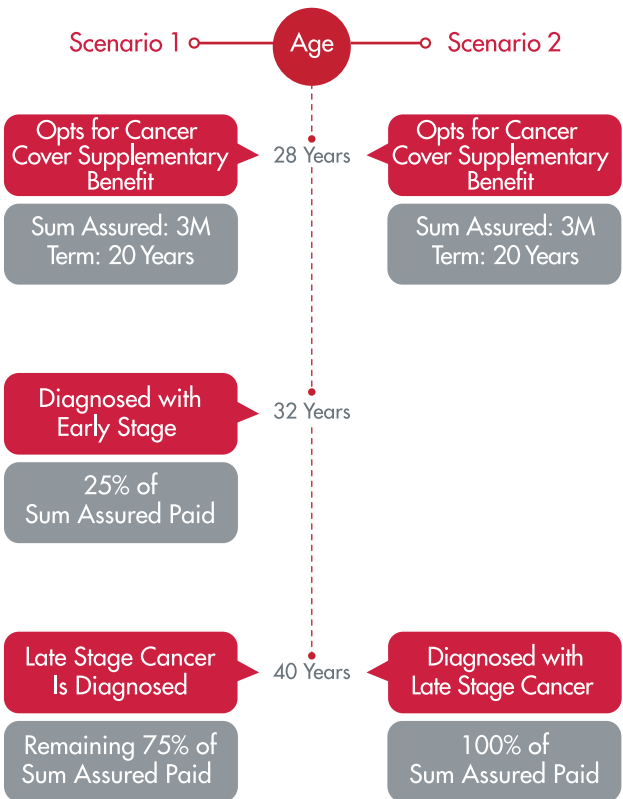 Scenario 1
Age
Scenario 2
Opts for Cancer
Cover Supplementary
Benefit
28 Years
Opts for Cancer
Cover Supplementary
Benefit
Sum Assured: 3M
Term: 20 Years
Sum Assured: 3M
Term: 20 Years
Diagnosed with
Early Stage
32 Years
25% of
Sum Assured Paid
Late Stage Cancer
Is Diagnosed
40 Years
Diagnosed with
Late Stage Cancer
Remaining 75% of
Sum Assured Paid
100% of
Sum Assured Paid